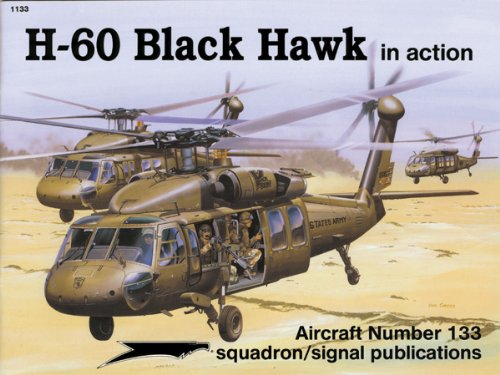 1133
H-60 Black Hawk in action
STATES ARMY
Aircraft Number 133
squadron/signal publications